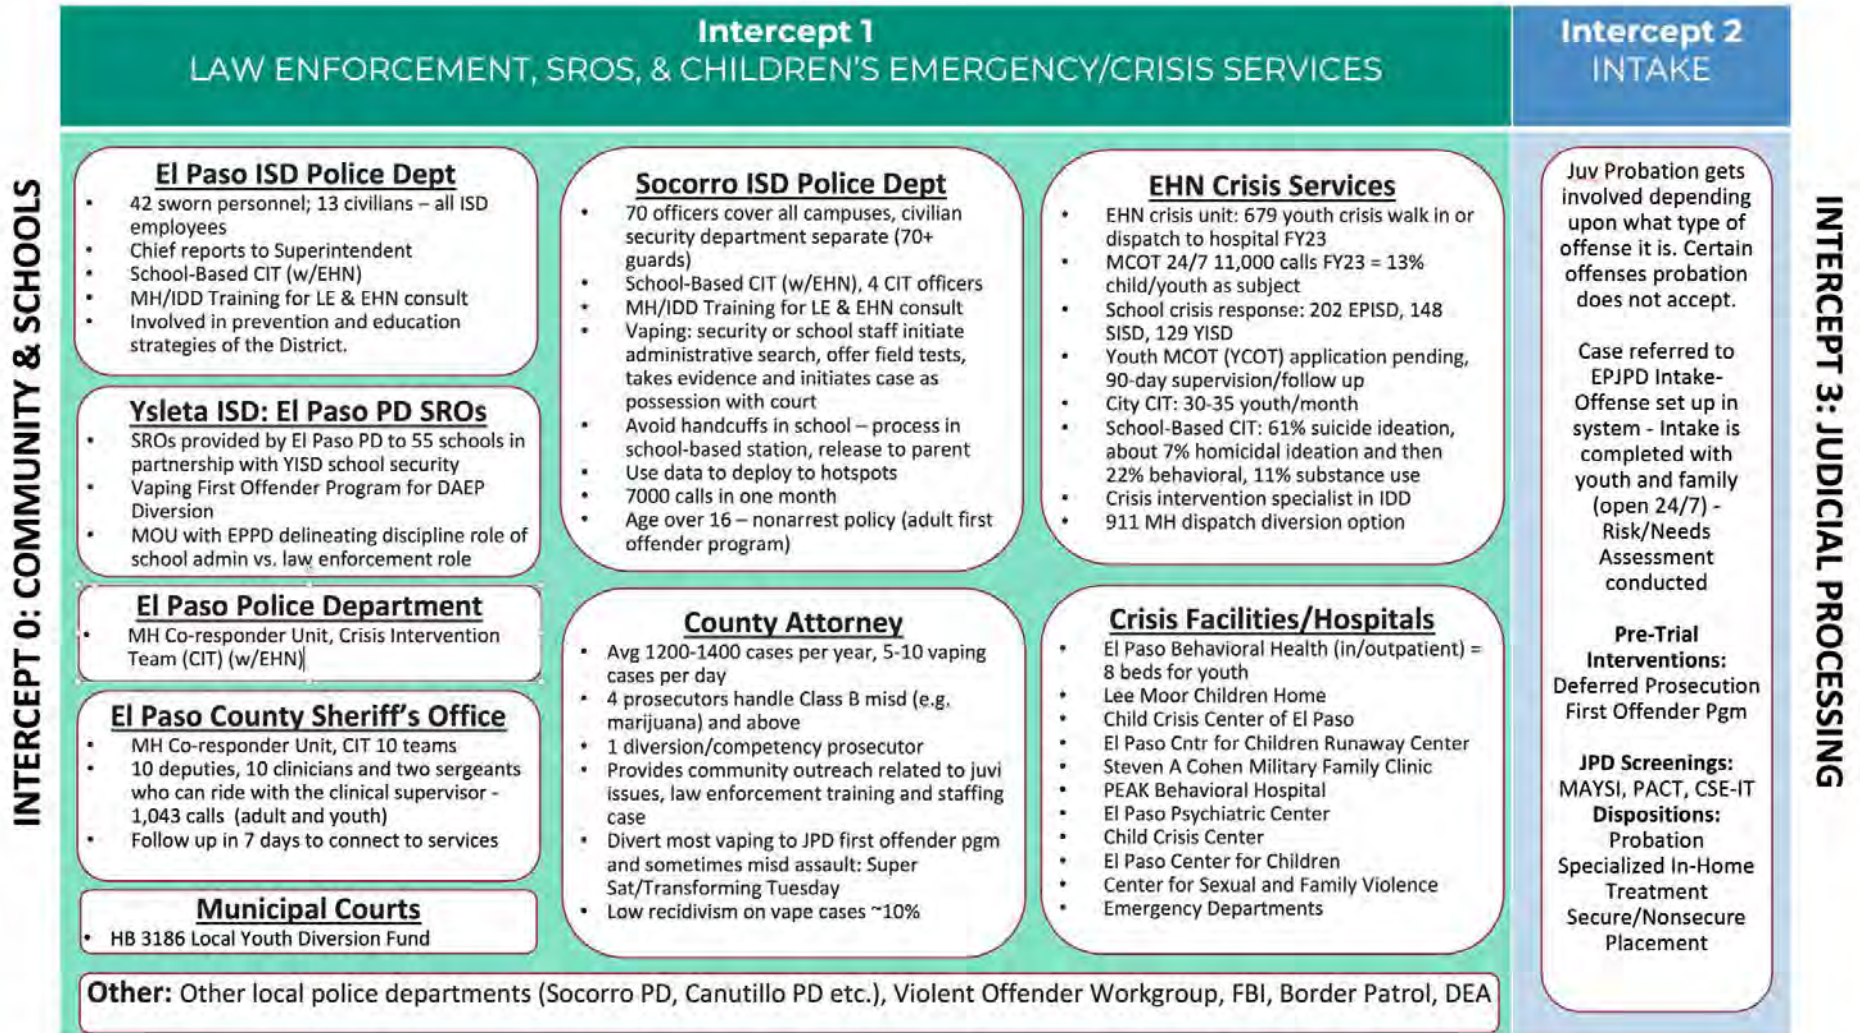 Intercept 1
LAW ENFORCEMENT, SROS, & CHILDREN'S EMERGENCY/CRISIS SERVICES
Intercept 2
INTAKE
INTERCEPT 0: COMMUNITY & SCHOOLS
El Paso ISD Police Dept
• 42 sworn personnel; 13 civilians – all ISD
employees
• Chief reports to Superintendent
• School-Based CIT (w/EHN)
• MH/IDD Training for LE & EHN consult
• Involved in prevention and education
strategies of the District.
Ysleta ISD: El Paso PD SROs
• SROs provided by El Paso PD to 55 schools in
partnership with YISD school security
• Vaping First Offender Program for DAEP
Diversion
• MOU with EPPD delineating discipline role of
school admin vs. law enforcement role
El Paso Police Department
• MH Co-responder Unit, Crisis Intervention
Team (CIT) (w/EHN)
El Paso County Sheriff's Office
• MH Co-responder Unit, CIT 10 teams
• 10 deputies, 10 clinicians and two sergeants
who can ride with the clinical supervisor -
1,043 calls (adult and youth)
• Follow up in 7 days to connect to services
Municipal Courts
• HB 3186 Local Youth Diversion Fund
Socorro ISD Police Dept
• 70 officers cover all campuses, civilian
security department separate (70+
guards)
• School-Based CIT (w/EHN), 4 CIT officers
• MH/IDD Training for LE & EHN consult
• Vaping: security or school staff initiate
administrative search, offer field tests,
takes evidence and initiates case as
possession with court
• Avoid handcuffs in school – process in
school-based station, release to parent
• Use data to deploy to hotspots
• 7000 calls in one month
• Age over 16 – nonarrest policy (adult first
offender program)
County Attorney
• Avg 1200-1400 cases per year, 5-10 vaping
cases per day
• 4 prosecutors handle Class B misd (e.g.
marijuana) and above
• 1 diversion/competency prosecutor
• Provides community outreach related to juvi
issues, law enforcement training and staffing
case
• Divert most vaping to JPD first offender pgm
and sometimes misd assault: Super
Sat/Transforming Tuesday
• Low recidivism on vape cases ~10%
EHN Crisis Services
• EHN crisis unit: 679 youth crisis walk in or
dispatch to hospital FY23
• MCOT 24/7 11,000 calls FY23 = 13%
child/youth as subject
• School crisis response: 202 EPISD, 148
SISD, 129 YISD
• Youth MCOT (YCOT) application pending,
90-day supervision/follow up
• City CIT: 30-35 youth/month
• School-Based CIT: 61% suicide ideation,
about 7% homicidal ideation and then
22% behavioral, 11% substance use
• Crisis intervention specialist in IDD
• 911 MH dispatch diversion option
Crisis Facilities/Hospitals
• El Paso Behavioral Health (in/outpatient) =
8 beds for youth
• Lee Moor Children Home
• Child Crisis Center of El Paso
• El Paso Cntr for Children Runaway Center
• Steven A Cohen Military Family Clinic
• PEAK Behavioral Hospital
• El Paso Psychiatric Center
• Child Crisis Center
• El Paso Center for Children
• Center for Sexual and Family Violence
• Emergency Departments
Other: Other local police departments (Socorro PD, Canutillo PD etc.), Violent Offender Workgroup, FBI, Border Patrol, DEA
Juv Probation gets
involved depending
upon what type of
offense it is. Certain
offenses probation
does not accept.
Case referred to
EPJPD Intake-
Offense set up in
system - Intake is
completed with
youth and family
(open 24/7) -
Risk/Needs
Assessment
conducted
Pre-Trial
Interventions:
Deferred Prosecution
First Offender Pgm
JPD Screenings:
MAYSI, PACT, CSE-IT
Dispositions:
Probation
Specialized In-Home
Treatment
Secure/Nonsecure
Placement
INTERCEPT 3: JUDICIAL PROCESSING